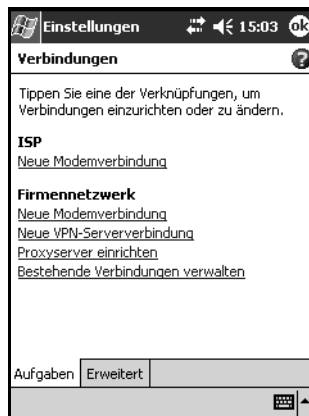 Einstellungen 15:03 ok
Verbindungen ?
Tippen Sie eine der Verknüpfungen, um
Verbindungen einzurichten oder zu ändern.
ISP
Neue Modemverbindung
Firmennetzwerk
Neue Modemverbindung
Neue VPN-Serververbindung
Proxyserver einrichten
Bestehende Verbindungen verwalten
Aufgaben Erweitert